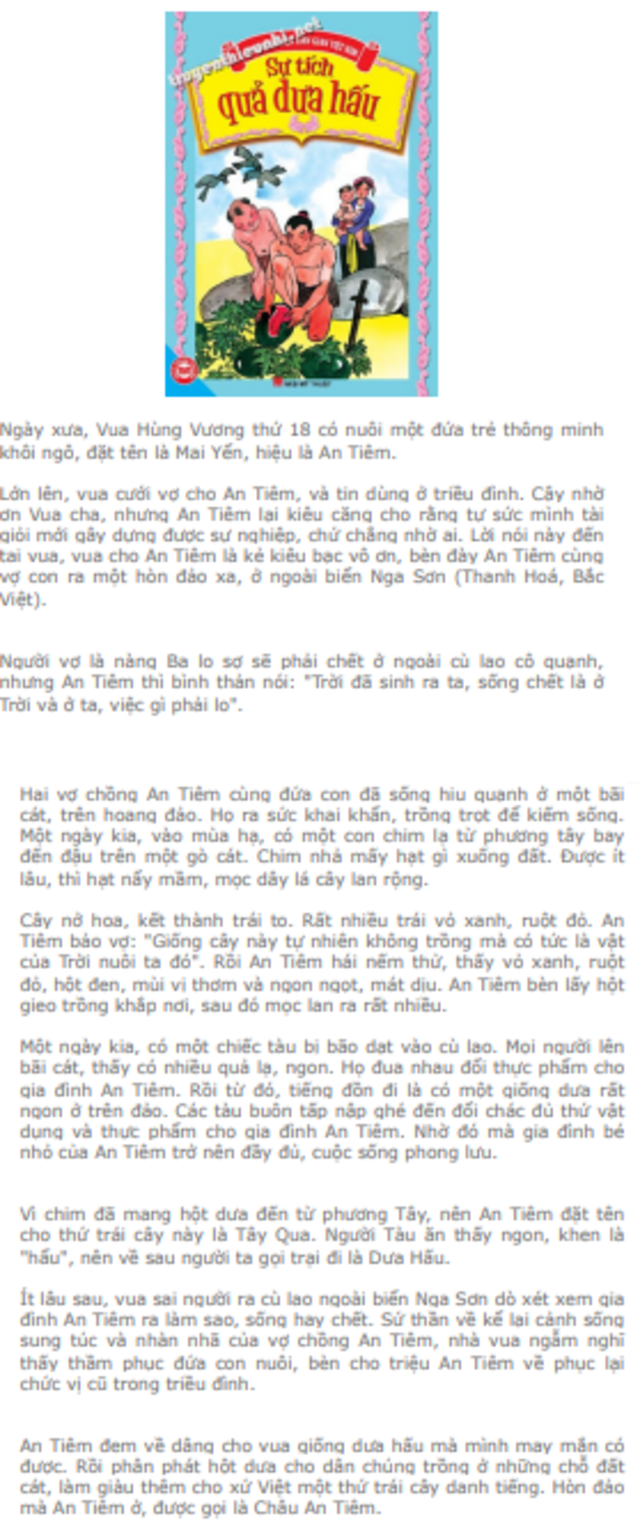 truyenthieunhi.net
Sự tích
quả dưa hấu
Ngày xưa, Vua Hùng Vương thứ 18 có nuôi một đứa trẻ thông minh
khôi ngô, đặt tên là Mai Yến, hiệu là An Tiêm.
Lớn lên, vua cưới vợ cho An Tiêm, và tin dùng ở triều đình. Cậy nhờ
ơn Vua cha, nhưng An Tiêm lại kiêu căng cho rằng tự sức mình tài
giỏi mới gây dựng được sự nghiệp, chứ chẳng nhờ ai. Lời nói này đến
tai vua, vua cho An Tiêm là kẻ kiêu bạc vô ơn, bèn đày An Tiêm cùng
vợ con ra một hòn đảo xa, ở ngoài biển Nga Sơn (Thanh Hoá, Bắc
Việt).
Người vợ là nàng Ba lo sợ sẽ phải chết ở ngoài cù lao cô quạnh,
nhưng An Tiêm thì bình thản nói: "Trời đã sinh ra ta, sống chết là ở
Trời và ở ta, việc gì phải lo".
Hai vợ chồng An Tiêm cùng đứa con đã sống hiu quạnh ở một bãi
cát, trên hoang đảo. Họ ra sức khai khẩn, trồng trọt để kiếm sống.
Một ngày kia, vào mùa hạ, có một con chim lạ từ phương tây bay
đến đậu trên một gò cát. Chim nhả mấy hạt gì xuống đất. Được ít
lâu, thì hạt nẩy mầm, mọc dây lá cây lan rộng.
Cây nở hoa, kết thành trái to. Rất nhiều trái vỏ xanh, ruột đỏ. An
Tiêm bảo vợ: "Giống cây này tự nhiên không trồng mà có tức là vật
của Trời nuôi ta đó". Rồi An Tiêm hái nếm thử, thấy vỏ xanh, ruột
đỏ, hột đen, mùi vị thơm và ngon ngọt, mát dịu. An Tiêm bèn lấy hột
gieo trồng khắp nơi, sau đó mọc lan ra rất nhiều.
Một ngày kia, có một chiếc tàu bị bão dạt vào cù lao. Mọi người lên
bãi cát, thấy có nhiều quả lạ, ngon. Họ đua nhau đổi thực phẩm cho
gia đình An Tiêm. Rồi từ đó, tiếng đồn đi là có một giống dưa rất
ngon ở trên đảo. Các tàu buôn tấp nập ghé đến đổi chác đủ thứ vật
dụng và thực phẩm cho gia đình An Tiêm. Nhờ đó mà gia đình bé
nhỏ của An Tiêm trở nên đầy đủ, cuộc sống phong lưu.
Vì chim đã mang hột dưa đến từ phương Tây, nên An Tiêm đặt tên
cho thứ trái cây này là Tây Qua. Người Tàu ăn thấy ngon, khen là
"hấu", nên về sau người ta gọi trại đi là Dưa Hấu.
Ít lâu sau, vua sai người ra cù lao ngoài biển Nga Sơn dò xét xem gia
đình An Tiêm ra làm sao, sống hay chết. Sứ thần về kể lại cảnh sống
sung túc và nhàn nhã của vợ chồng An Tiêm, nhà vua ngẫm nghĩ
thấy thầm phục đứa con nuôi, bèn cho triệu An Tiêm về phục lại
chức vị cũ trong triều đình.
An Tiêm đem về dâng cho vua giống dưa hấu mà mình may mắn có
được. Rồi phân phát hột dưa cho dân chúng trồng ở những chỗ đất
cát, làm giàu thêm cho xứ Việt một thứ trái cây danh tiếng. Hòn đảo
mà An Tiêm ở, được gọi là Châu An Tiêm.